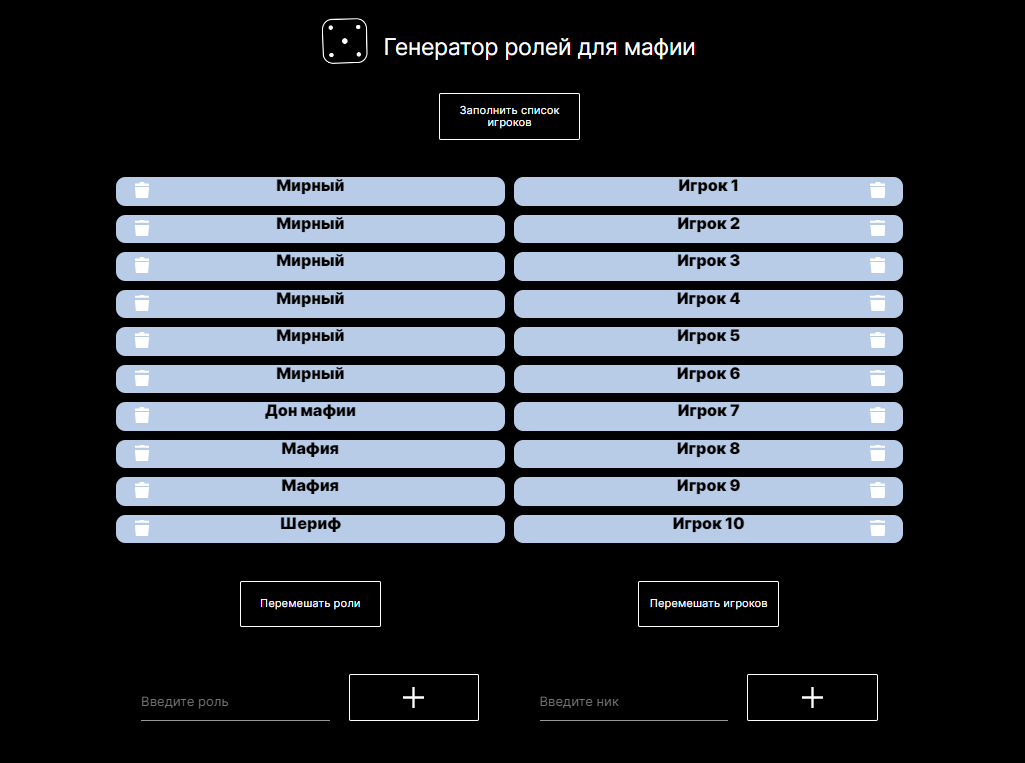 Генератор ролей для мафии
Заполнить список
игроков
Мирный
Игрок 1
Мирный
Игрок 2
Мирный
Игрок 3
Мирный
Игрок 4
Мирный
Игрок 5
Мирный
Игрок 6
Дон мафии
Игрок 7
Мафия
Игрок 8
Мафия
Игрок 9
Шериф
Игрок 10
Перемешать роли
Перемешать игроков
Введите роль
Введите ник